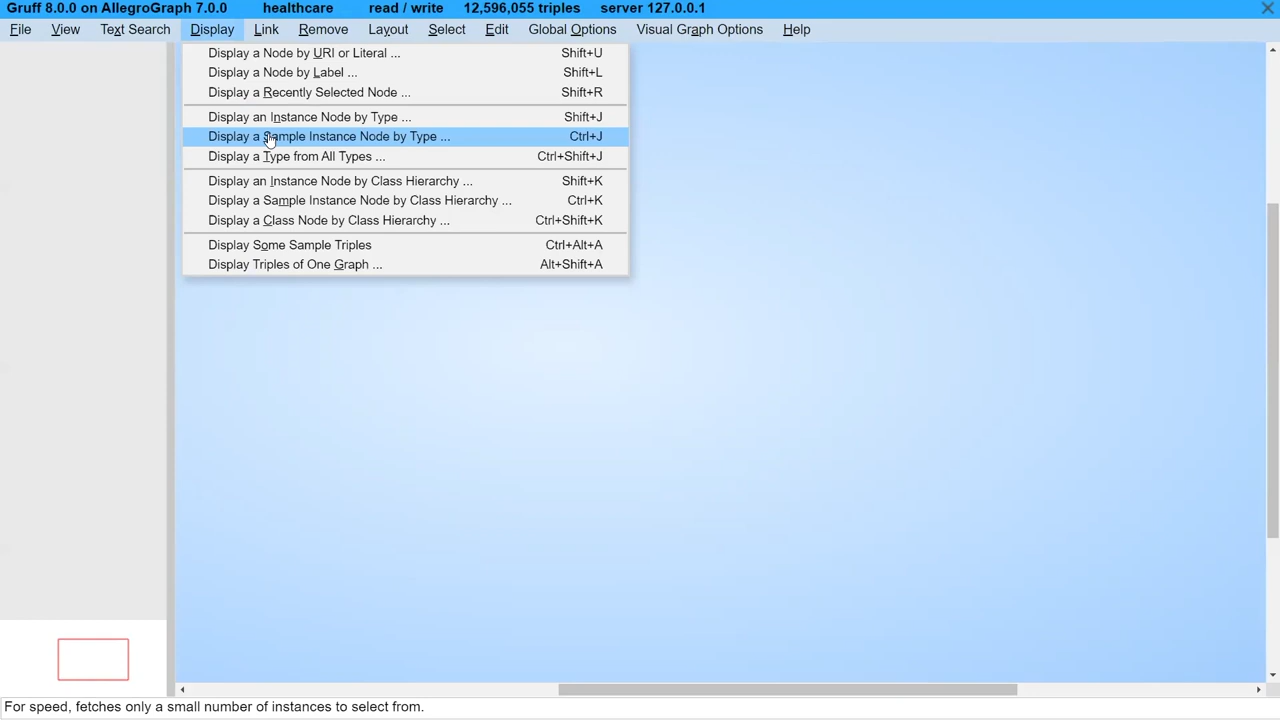 Gruff 8.0.0 on AllegroGraph 7.0.0 healthcare read / write 12,596,055 triples server 127.0.0.1
File View Text Search Display Link Remove Layout Select Edit Global Options Visual Graph Options Help
Display a Node by URI or Literal ... Shift+U
Display a Node by Label ... Shift+L
Display a Recently Selected Node ... Shift+R
Display an Instance Node by Type ... Shift+J
Display a Sample Instance Node by Type ... Ctrl+J
Display a Type from All Types ... Ctrl+Shift+J
Display an Instance Node by Class Hierarchy ... Shift+K
Display a Sample Instance Node by Class Hierarchy ... Ctrl+K
Display a Class Node by Class Hierarchy ... Ctrl+Shift+K
Display Some Sample Triples Ctrl+Alt+A
Display Triples of One Graph ... Alt+Shift+A
For speed, fetches only a small number of instances to select from.